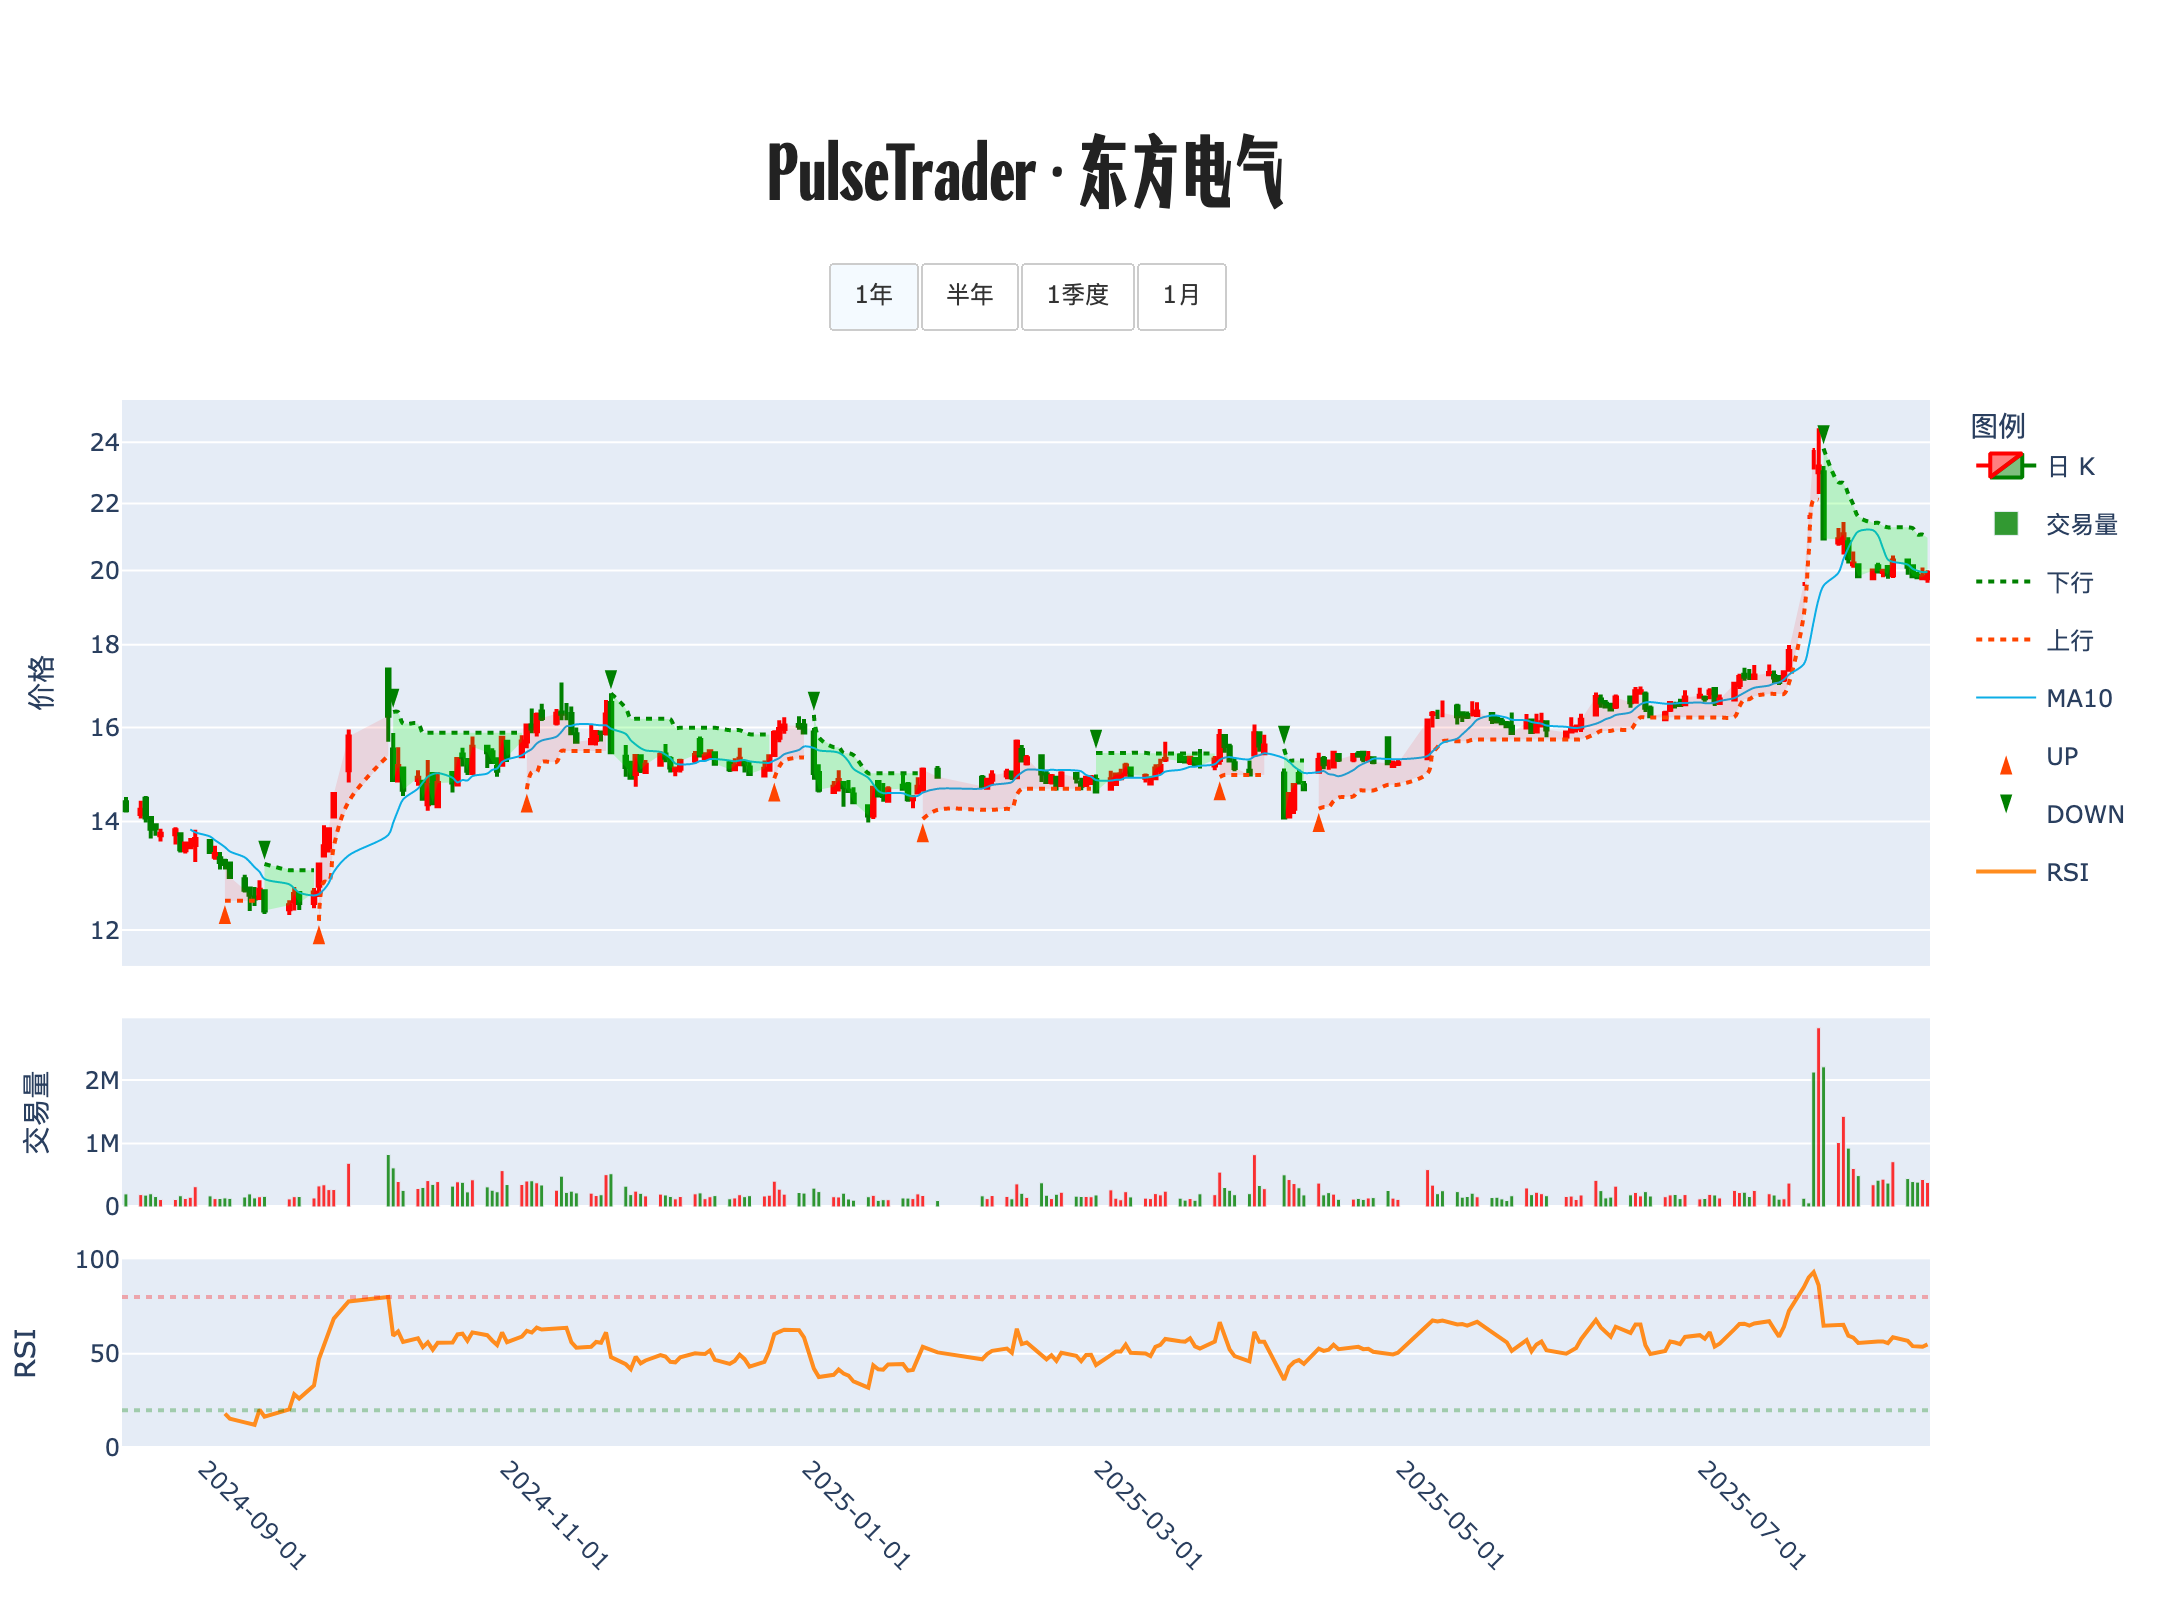 PulseTrader · 东方电气
1年 半年 1季度 1月
图例
日 K
交易量
下行
上行
MA10
UP
DOWN
RSI
价格
24
22
20
18
16
14
12
交易量
2M
1M
0
RSI
100
50
0
2024-09-01
2024-11-01
2025-01-01
2025-03-01
2025-05-01
2025-07-01